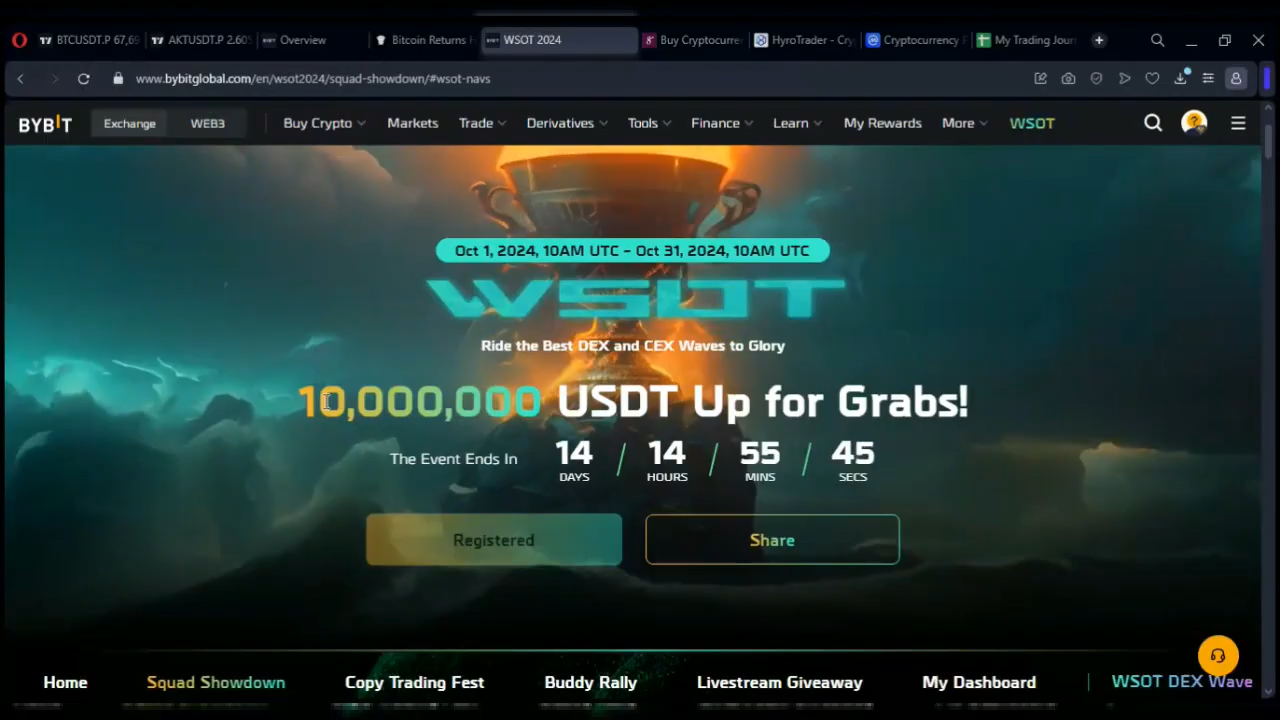 BTCUSDT.P 67,69
AKTUSDT.P 2.60
Overview
Bitcoin Returns
WSOT 2024
Buy Cryptocurre
HyroTrader - Cry
Cryptocurrency
My Trading Jour
www.bybitglobal.com/en/wsot2024/squad-showdown/#wsot-navs
BYBIT
Exchange
WEB3
Buy Crypto
Markets
Trade
Derivatives
Tools
Finance
Learn
My Rewards
More
WSOT
Oct 1, 2024, 10AM UTC - Oct 31, 2024, 10AM UTC
WSOT
Ride the Best DEX and CEX Waves to Glory
10,000,000 USDT Up for Grabs!
The Event Ends In 14 / 14 / 55 / 45
DAYS HOURS MINS SECS
Registered
Share
Home
Squad Showdown
Copy Trading Fest
Buddy Rally
Livestream Giveaway
My Dashboard
WSOT DEX Wave